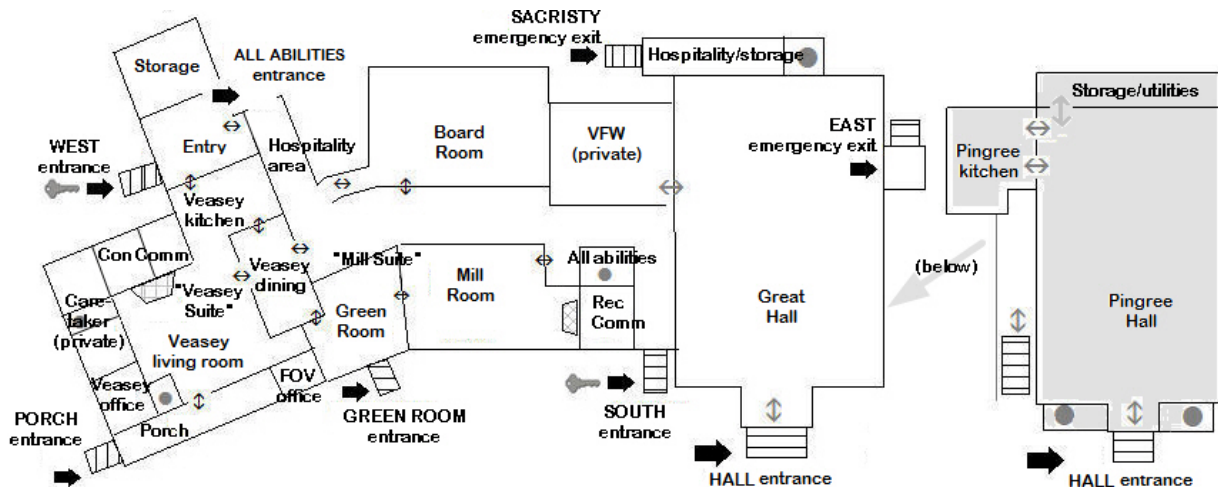 SACRISTY
emergency exit
Hospitality/storage
ALL ABILITIES
entrance
Storage
WEST
entrance
Entry
Hospitality
area
Board
Room
VFW
(private)
EAST
emergency exit
Storage/utilities
Pingree
kitchen
Veasey
kitchen
Con Comm
"Veasey
Suite"
Veasey
dining
"Mill Suite"
Mill
Room
All abilities
Rec
Comm
Great
Hall
(below)
Pingree
Hall
Care-
taker
(private)
Veasey
living room
Green
Room
Veasey
office
FOV
office
Porch
PORCH
entrance
GREEN ROOM
entrance
SOUTH
entrance
HALL entrance
HALL entrance